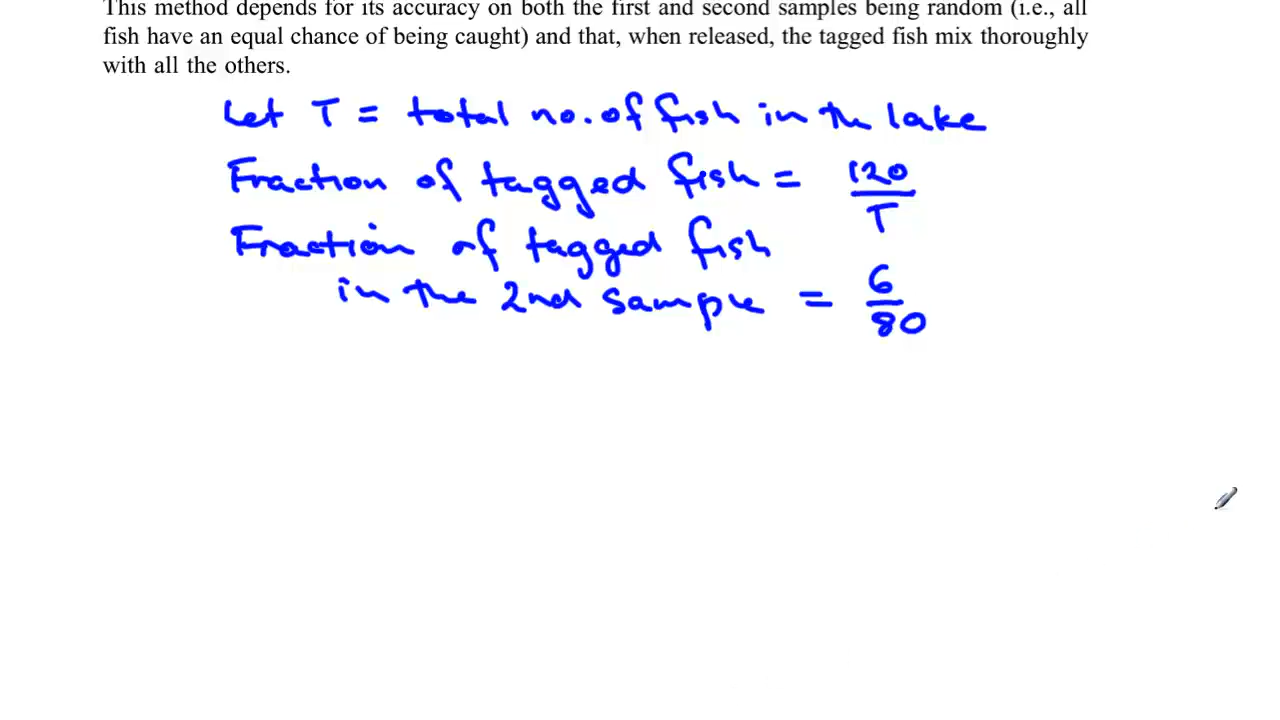 This method depends for its accuracy on both the first and second samples being random (i.e., all
fish have an equal chance of being caught) and that, when released, the tagged fish mix thoroughly
with all the others.
Let T = total no. of fish in the lake
Fraction of tagged fish = 120/T
Fraction of tagged fish
in the 2nd sample = 6/80